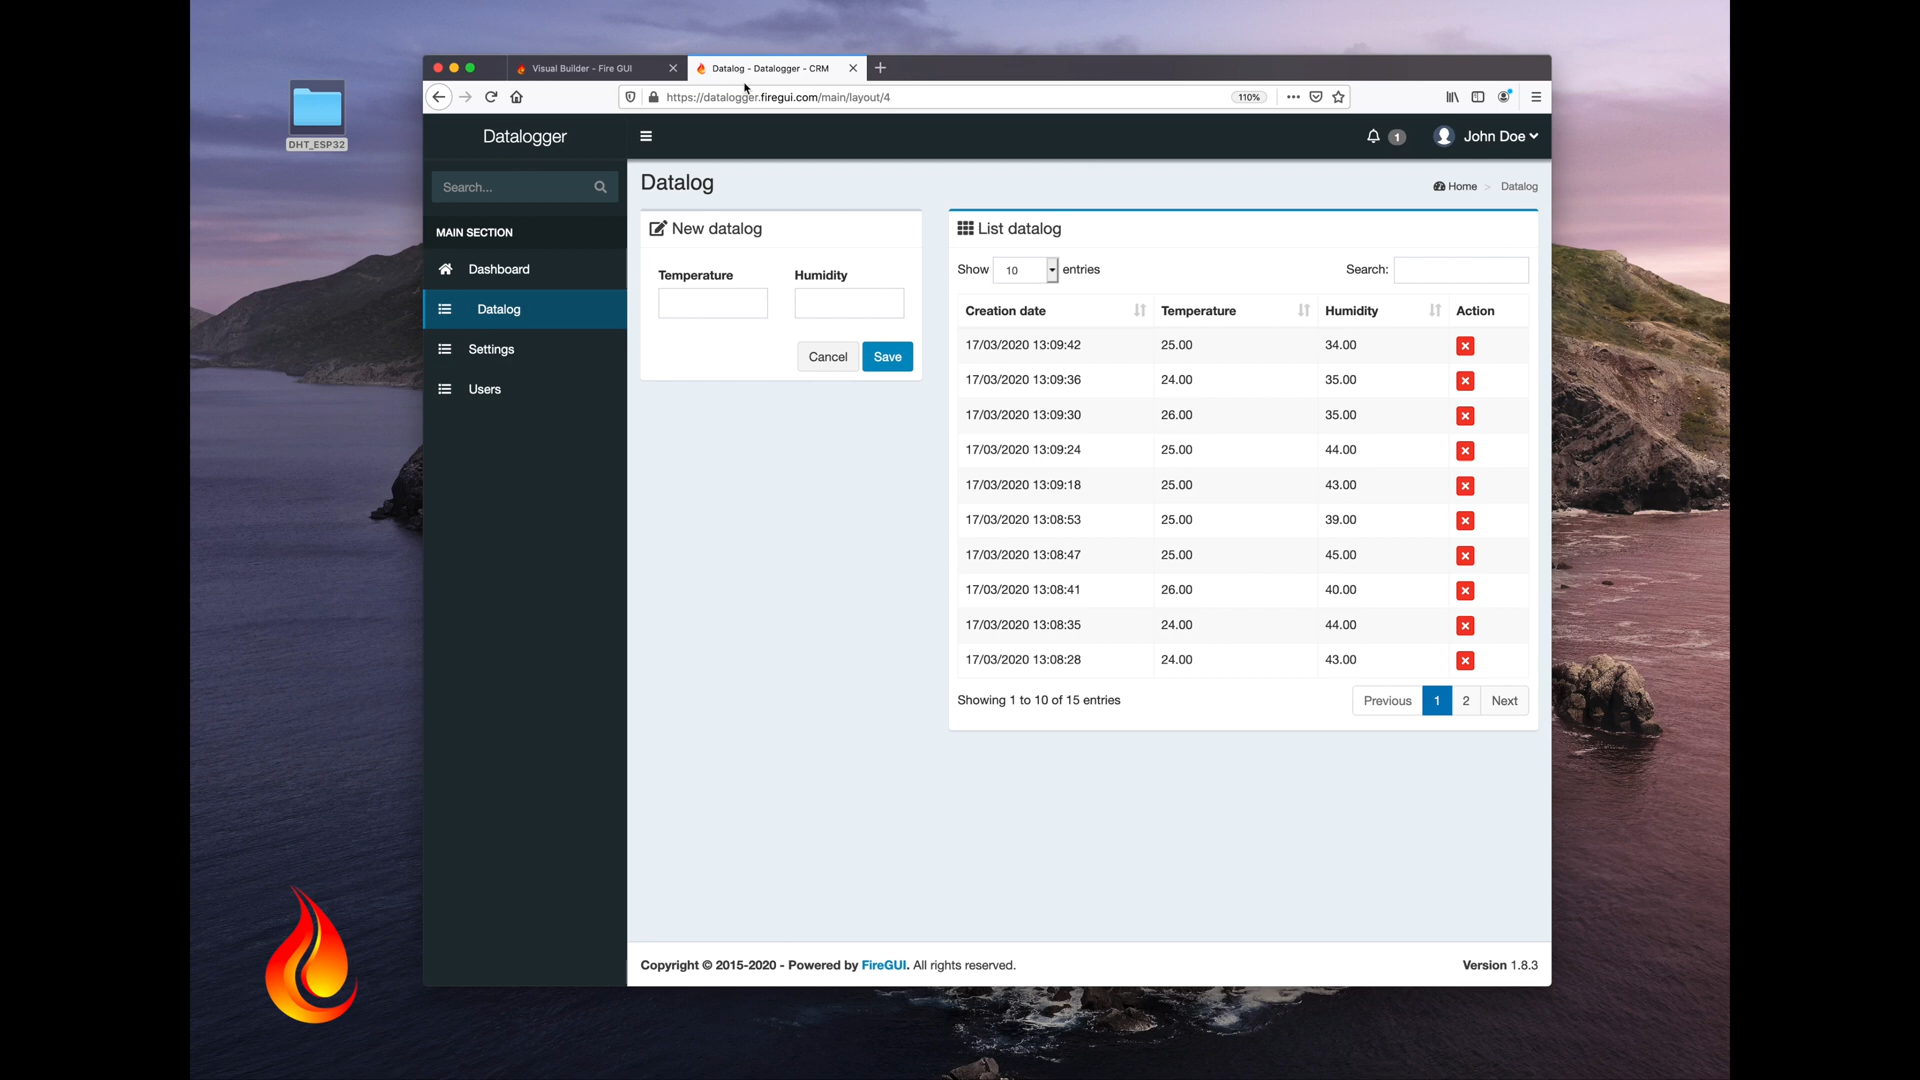 Visual Builder - Fire GUI
Datalog - Datalogger - CRM
https://datalogger.firegui.com/main/layout/4
110%
DHT_ESP32
Datalogger
1
John Doe
Search...
MAIN SECTION
Dashboard
Datalog
Settings
Users
Datalog
Home > Datalog
New datalog
Temperature Humidity
Cancel Save
List datalog
Show 10 entries
Search:
Creation date Temperature Humidity Action
17/03/2020 13:09:42 25.00 34.00
17/03/2020 13:09:36 24.00 35.00
17/03/2020 13:09:30 26.00 35.00
17/03/2020 13:09:24 25.00 44.00
17/03/2020 13:09:18 25.00 43.00
17/03/2020 13:08:53 25.00 39.00
17/03/2020 13:08:47 25.00 45.00
17/03/2020 13:08:41 26.00 40.00
17/03/2020 13:08:35 24.00 44.00
17/03/2020 13:08:28 24.00 43.00
Showing 1 to 10 of 15 entries
Previous 1 2 Next
Copyright © 2015-2020 - Powered by FireGUI. All rights reserved.
Version 1.8.3